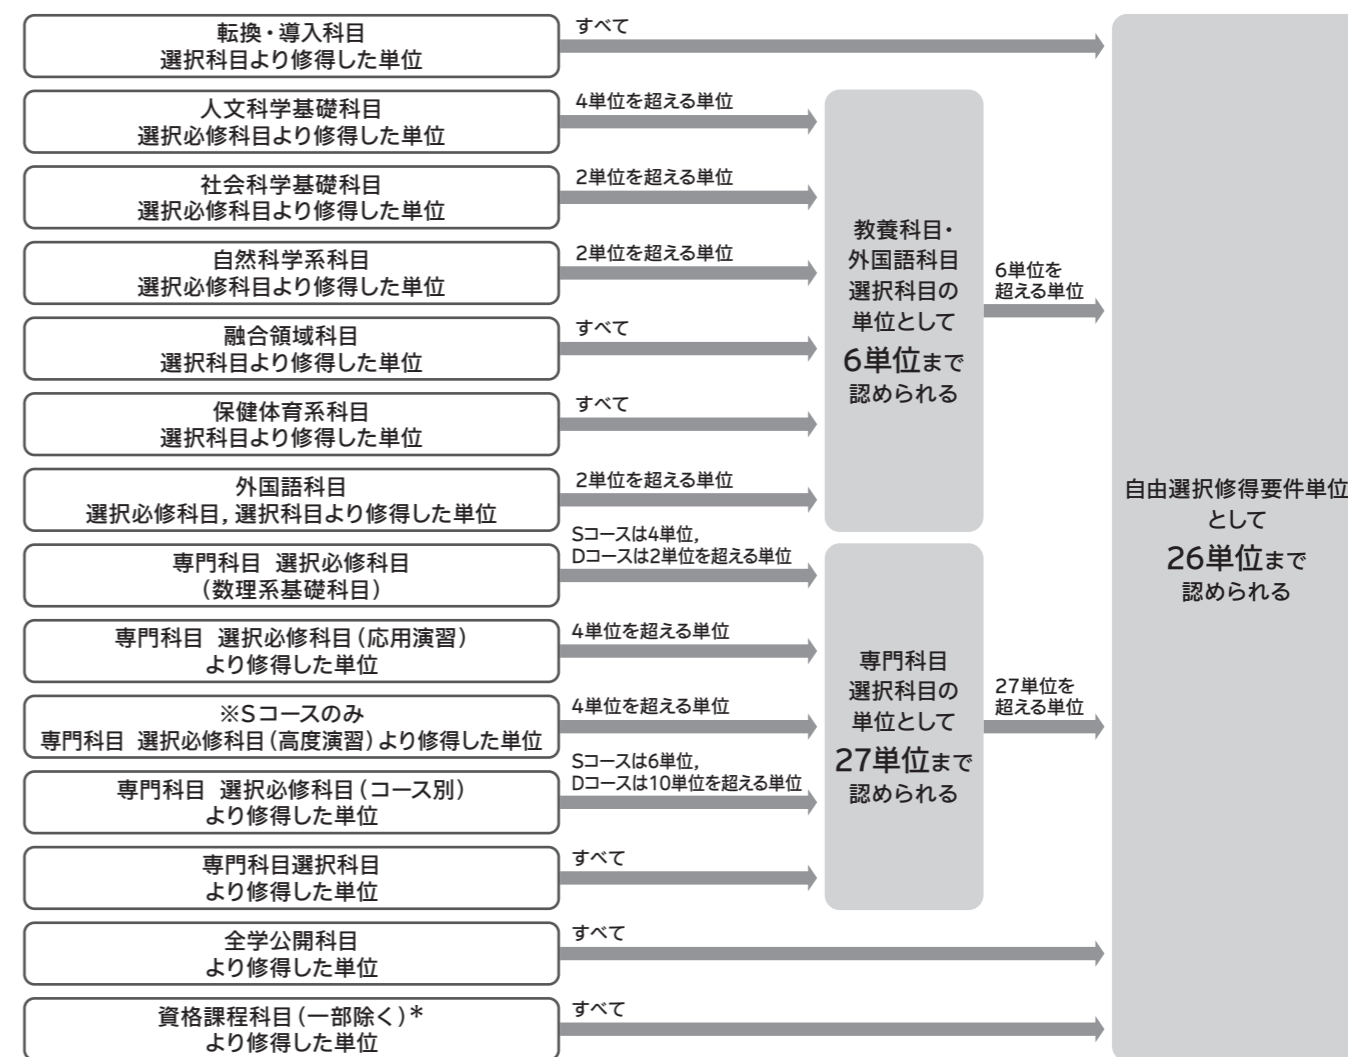 転換・導入科目
選択科目より修得した単位
すべて
人文科学基礎科目
選択必修科目より修得した単位
4単位を超える単位
社会科学基礎科目
選択必修科目より修得した単位
2単位を超える単位
自然科学系科目
選択必修科目より修得した単位
2単位を超える単位
融合領域科目
選択科目より修得した単位
すべて
保健体育系科目
選択科目より修得した単位
すべて
外国語科目
選択必修科目，選択科目より修得した単位
2単位を超える単位
教養科目・
外国語科目
選択科目の
単位として
6単位まで
認められる
6単位を
超える単位
専門科目 選択必修科目
（数理系基礎科目）
Sコースは4単位，
Dコースは2単位を超える単位
専門科目 選択必修科目（応用演習）
より修得した単位
4単位を超える単位
※Sコースのみ
専門科目 選択必修科目（高度演習）より修得した単位
4単位を超える単位
専門科目 選択必修科目（コース別）
より修得した単位
Sコースは6単位，
Dコースは10単位を超える単位
専門科目選択科目
より修得した単位
すべて
専門科目
選択科目の
単位として
27単位まで
認められる
27単位を
超える単位
全学公開科目
より修得した単位
すべて
資格課程科目（一部除く）＊
より修得した単位
すべて
自由選択修得要件単位
として
26単位まで
認められる